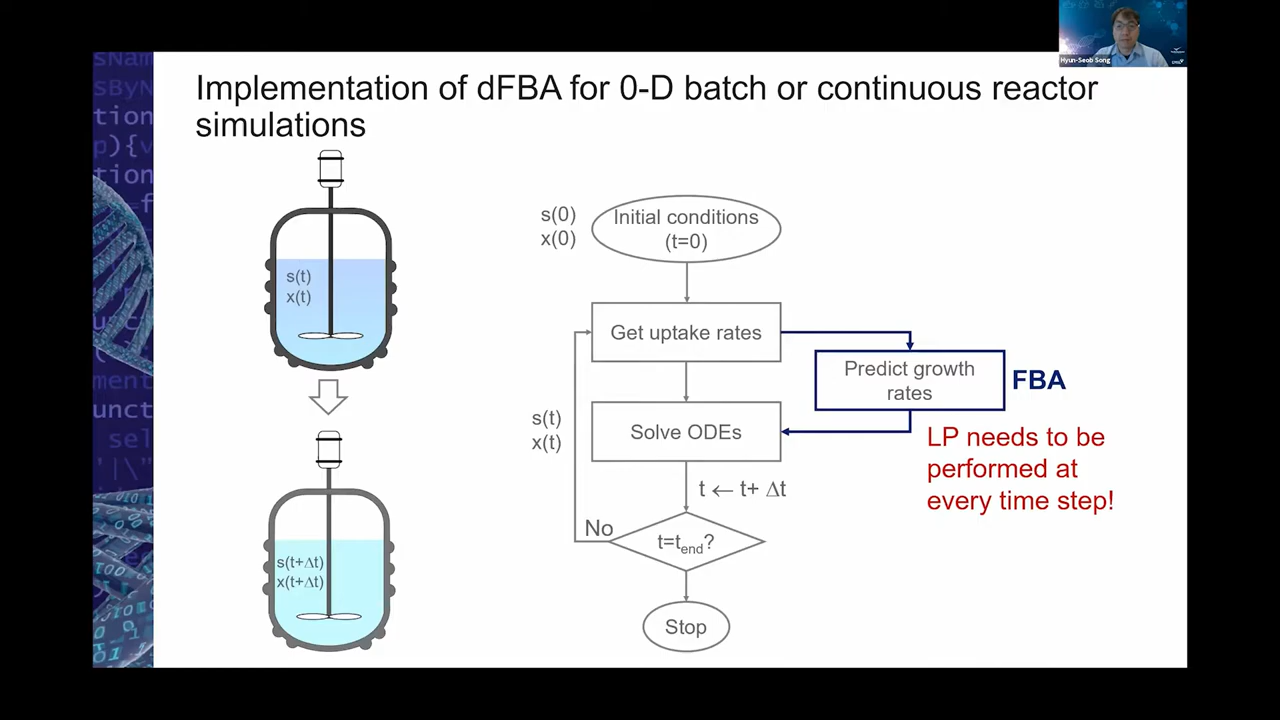 Hyun-Seob Song
Implementation of dFBA for 0-D batch or continuous reactor
simulations
s(t)
x(t)
s(t+Δt)
x(t+Δt)
s(0)
x(0)
Initial conditions
(t=0)
Get uptake rates
Predict growth
rates
FBA
s(t)
x(t)
Solve ODEs
LP needs to be
performed at
every time step!
t ← t+ Δt
No
t=tend?
Stop